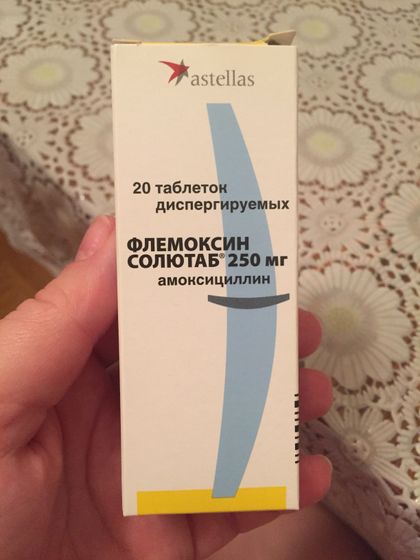 astellas
20 таблеток
диспергируемых
ФЛЕМОКСИН
СОЛЮТАБ® 250 мг
амоксициллин